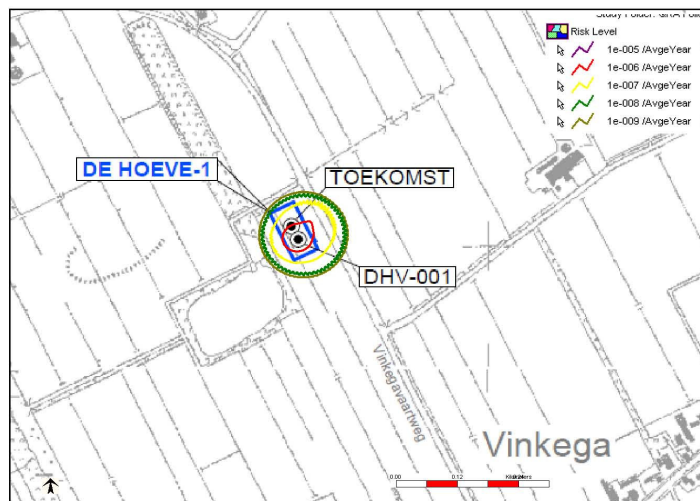 Risk Level
1e-005 /AvgeYear
1e-006 /AvgeYear
1e-007 /AvgeYear
1e-008 /AvgeYear
1e-009 /AvgeYear
DE HOEVE-1
TOEKOMST
DHV-001
Vinkegavaartweg
Vinkega
0.00
0.12